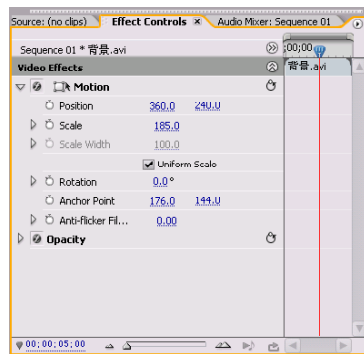 Source: (no clips) Effect Controls × Audio Mixer: Sequence 01
Sequence 01 * 背景.avi
:00;00
Video Effects
背景.avi
Motion
Position 360.0 240.0
Scale 185.0
Scale Width 100.0
Uniform Scale
Rotation 0.0°
Anchor Point 176.0 144.0
Anti-flicker Fil... 0.00
Opacity
00;00;05;00